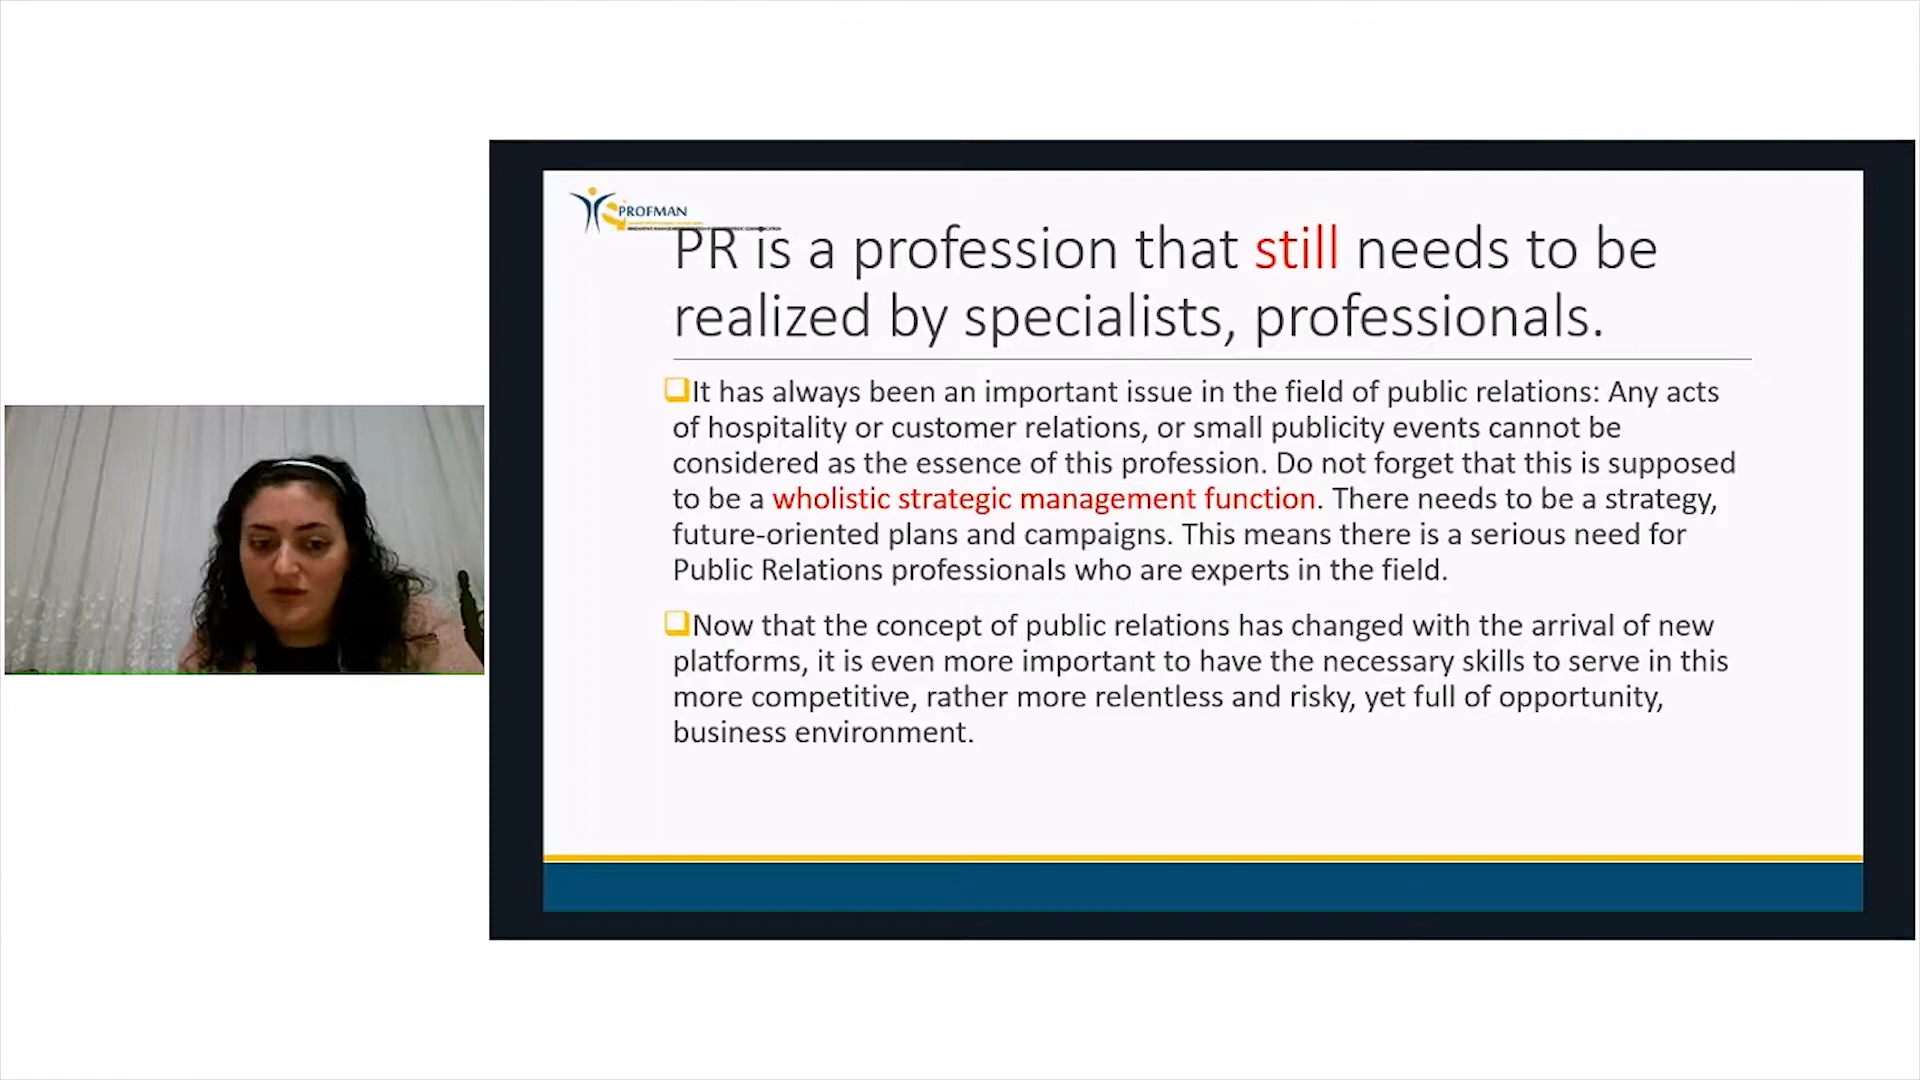 PROFMAN
PR is a profession that still needs to be
realized by specialists, professionals.
It has always been an important issue in the field of public relations: Any acts
of hospitality or customer relations, or small publicity events cannot be
considered as the essence of this profession. Do not forget that this is supposed
to be a wholistic strategic management function. There needs to be a strategy,
future-oriented plans and campaigns. This means there is a serious need for
Public Relations professionals who are experts in the field.
Now that the concept of public relations has changed with the arrival of new
platforms, it is even more important to have the necessary skills to serve in this
more competitive, rather more relentless and risky, yet full of opportunity,
business environment.